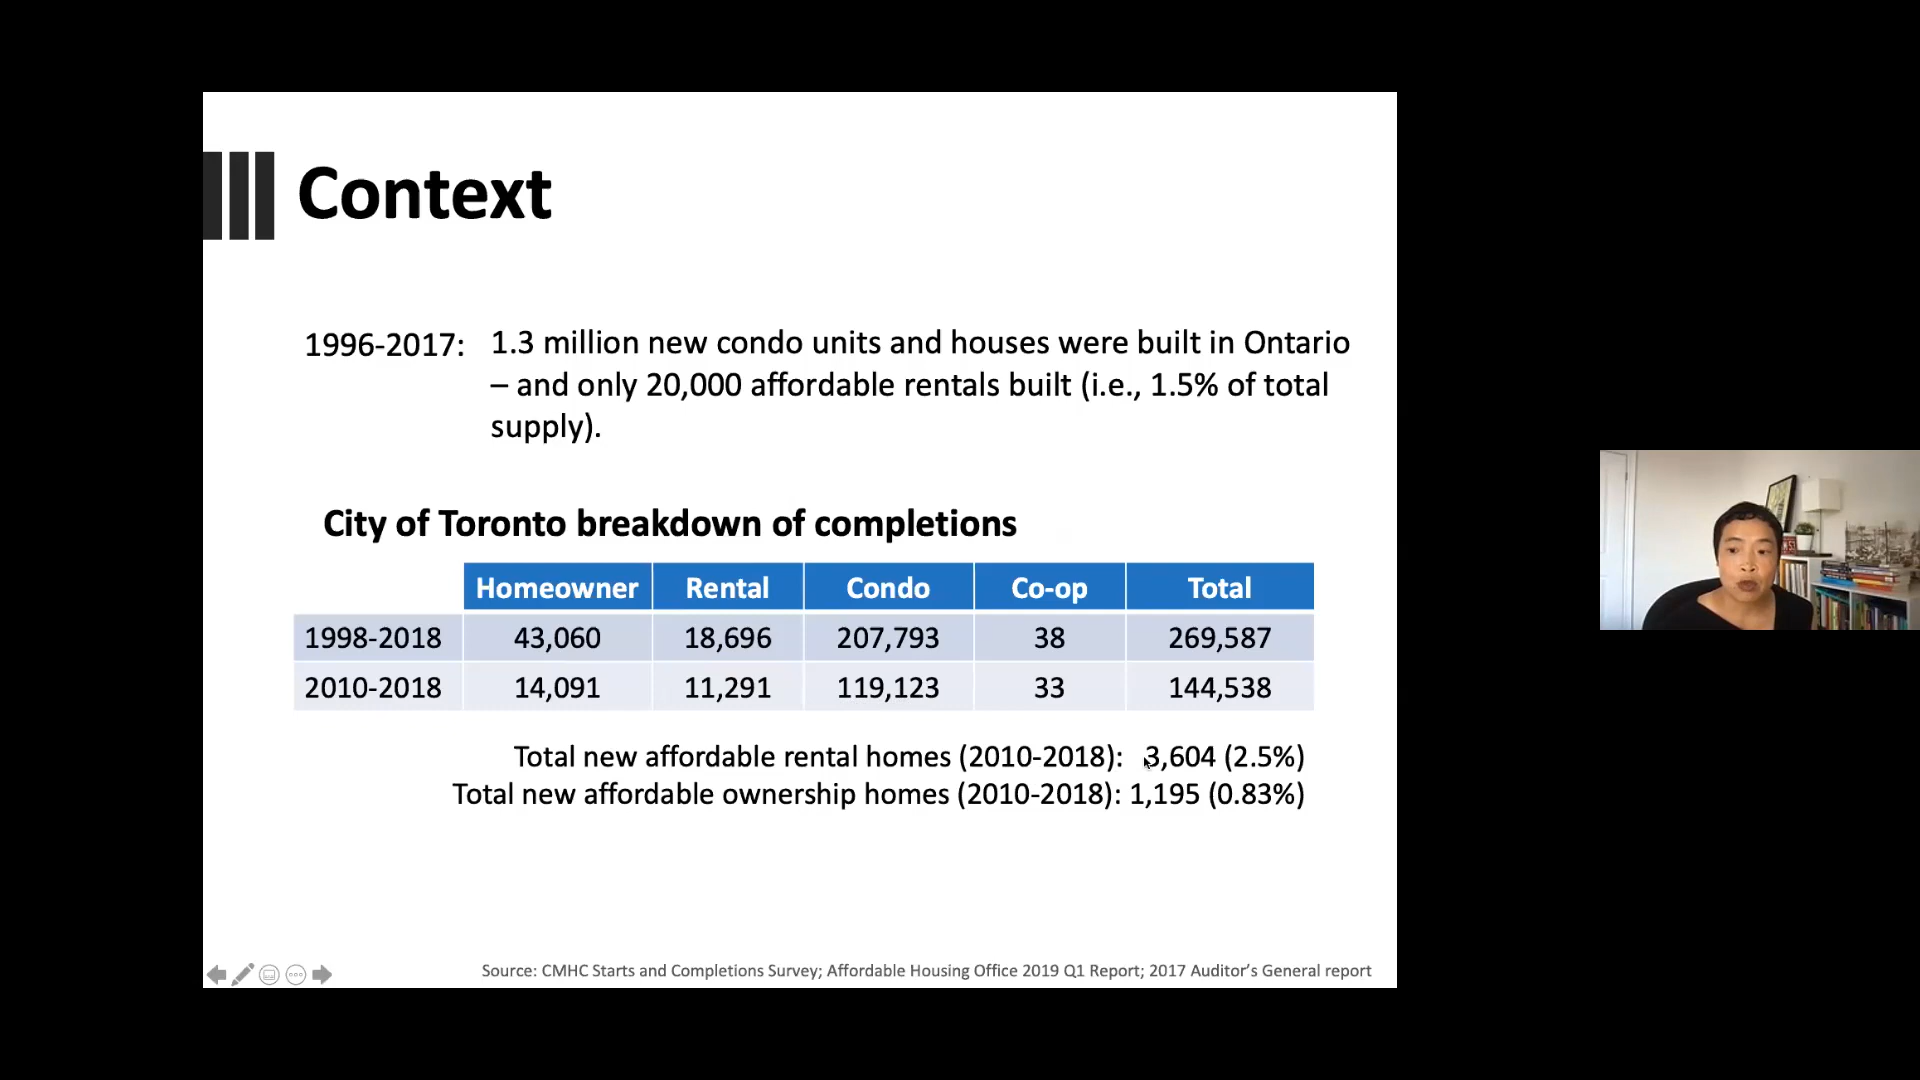 Context
1996-2017: 1.3 million new condo units and houses were built in Ontario
– and only 20,000 affordable rentals built (i.e., 1.5% of total
supply).
City of Toronto breakdown of completions
Homeowner Rental Condo Co-op Total
1998-2018 43,060 18,696 207,793 38 269,587
2010-2018 14,091 11,291 119,123 33 144,538
Total new affordable rental homes (2010-2018): 3,604 (2.5%)
Total new affordable ownership homes (2010-2018): 1,195 (0.83%)
Source: CMHC Starts and Completions Survey; Affordable Housing Office 2019 Q1 Report; 2017 Auditor’s General report